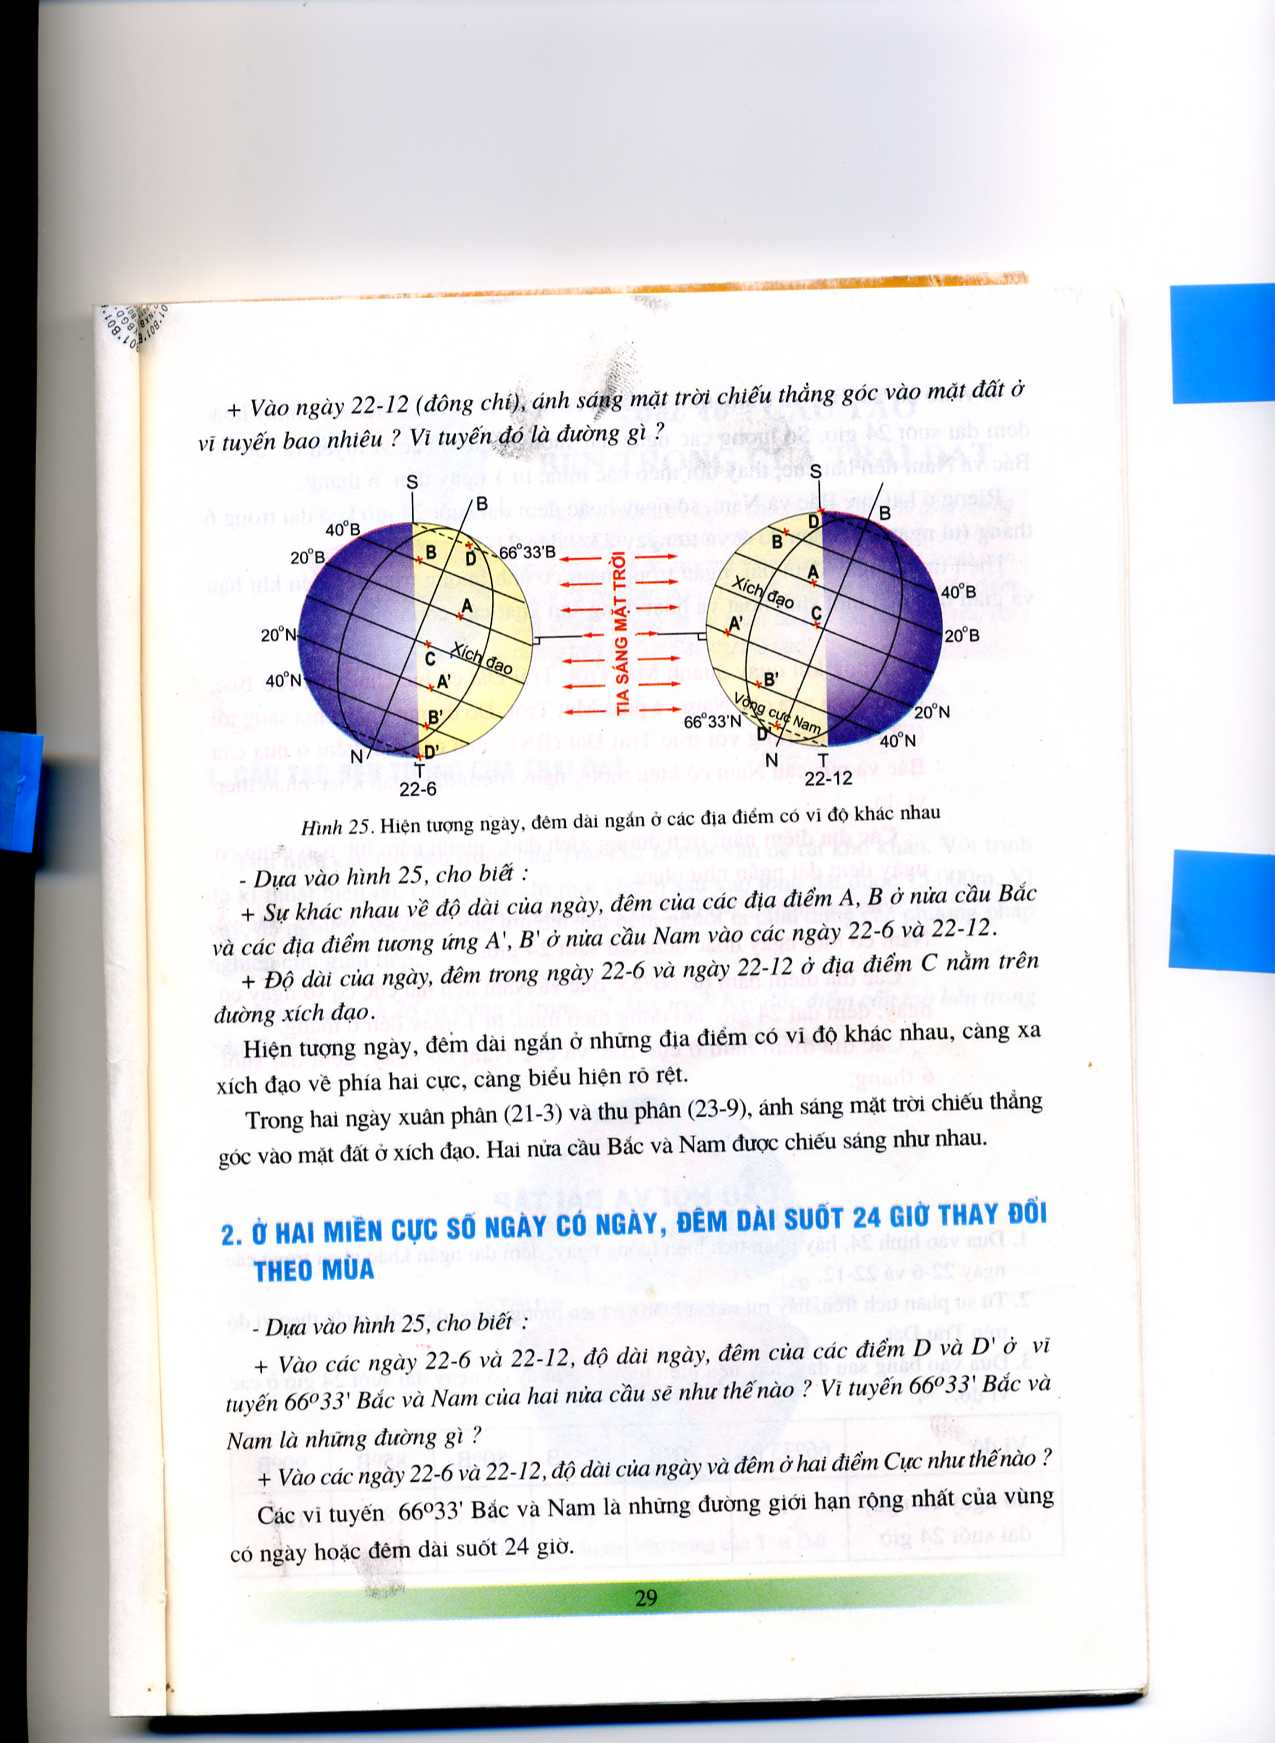 + Vào ngày 22-12 (đông chí), ánh sáng mặt trời chiếu thẳng góc vào mặt đất ở
vĩ tuyến bao nhiêu ? Vĩ tuyến đó là đường gì ?
S
B
40°B
20°B
B
D
66°33'B
A
20°N
C
Xích đạo
40°N
A'
B'
N
D'
T
22-6
TIA SÁNG MẶT TRỜI
S
D
B
B
A
40°B
Xích đạo
C
A'
20°B
B'
Vòng cực Nam
20°N
66°33'N
D'
40°N
N
T
22-12
Hình 25. Hiện tượng ngày, đêm dài ngắn ở các địa điểm có vĩ độ khác nhau
- Dựa vào hình 25, cho biết :
+ Sự khác nhau về độ dài của ngày, đêm của các địa điểm A, B ở nửa cầu Bắc
và các địa điểm tương ứng A', B' ở nửa cầu Nam vào các ngày 22-6 và 22-12.
+ Độ dài của ngày, đêm trong ngày 22-6 và ngày 22-12 ở địa điểm C nằm trên
đường xích đạo.
Hiện tượng ngày, đêm dài ngắn ở những địa điểm có vĩ độ khác nhau, càng xa
xích đạo về phía hai cực, càng biểu hiện rõ rệt.
Trong hai ngày xuân phân (21-3) và thu phân (23-9), ánh sáng mặt trời chiếu thẳng
góc vào mặt đất ở xích đạo. Hai nửa cầu Bắc và Nam được chiếu sáng như nhau.
2. Ở HAI MIỀN CỰC SỐ NGÀY CÓ NGÀY, ĐÊM DÀI SUỐT 24 GIỜ THAY ĐỔI
THEO MÙA
- Dựa vào hình 25, cho biết :
+ Vào các ngày 22-6 và 22-12, độ dài ngày, đêm của các điểm D và D' ở vĩ
tuyến 66°33' Bắc và Nam của hai nửa cầu sẽ như thế nào ? Vĩ tuyến 66°33' Bắc và
Nam là những đường gì ?
+ Vào các ngày 22-6 và 22-12, độ dài của ngày và đêm ở hai điểm Cực như thế nào ?
Các vĩ tuyến 66°33' Bắc và Nam là những đường giới hạn rộng nhất của vùng
có ngày hoặc đêm dài suốt 24 giờ.
29